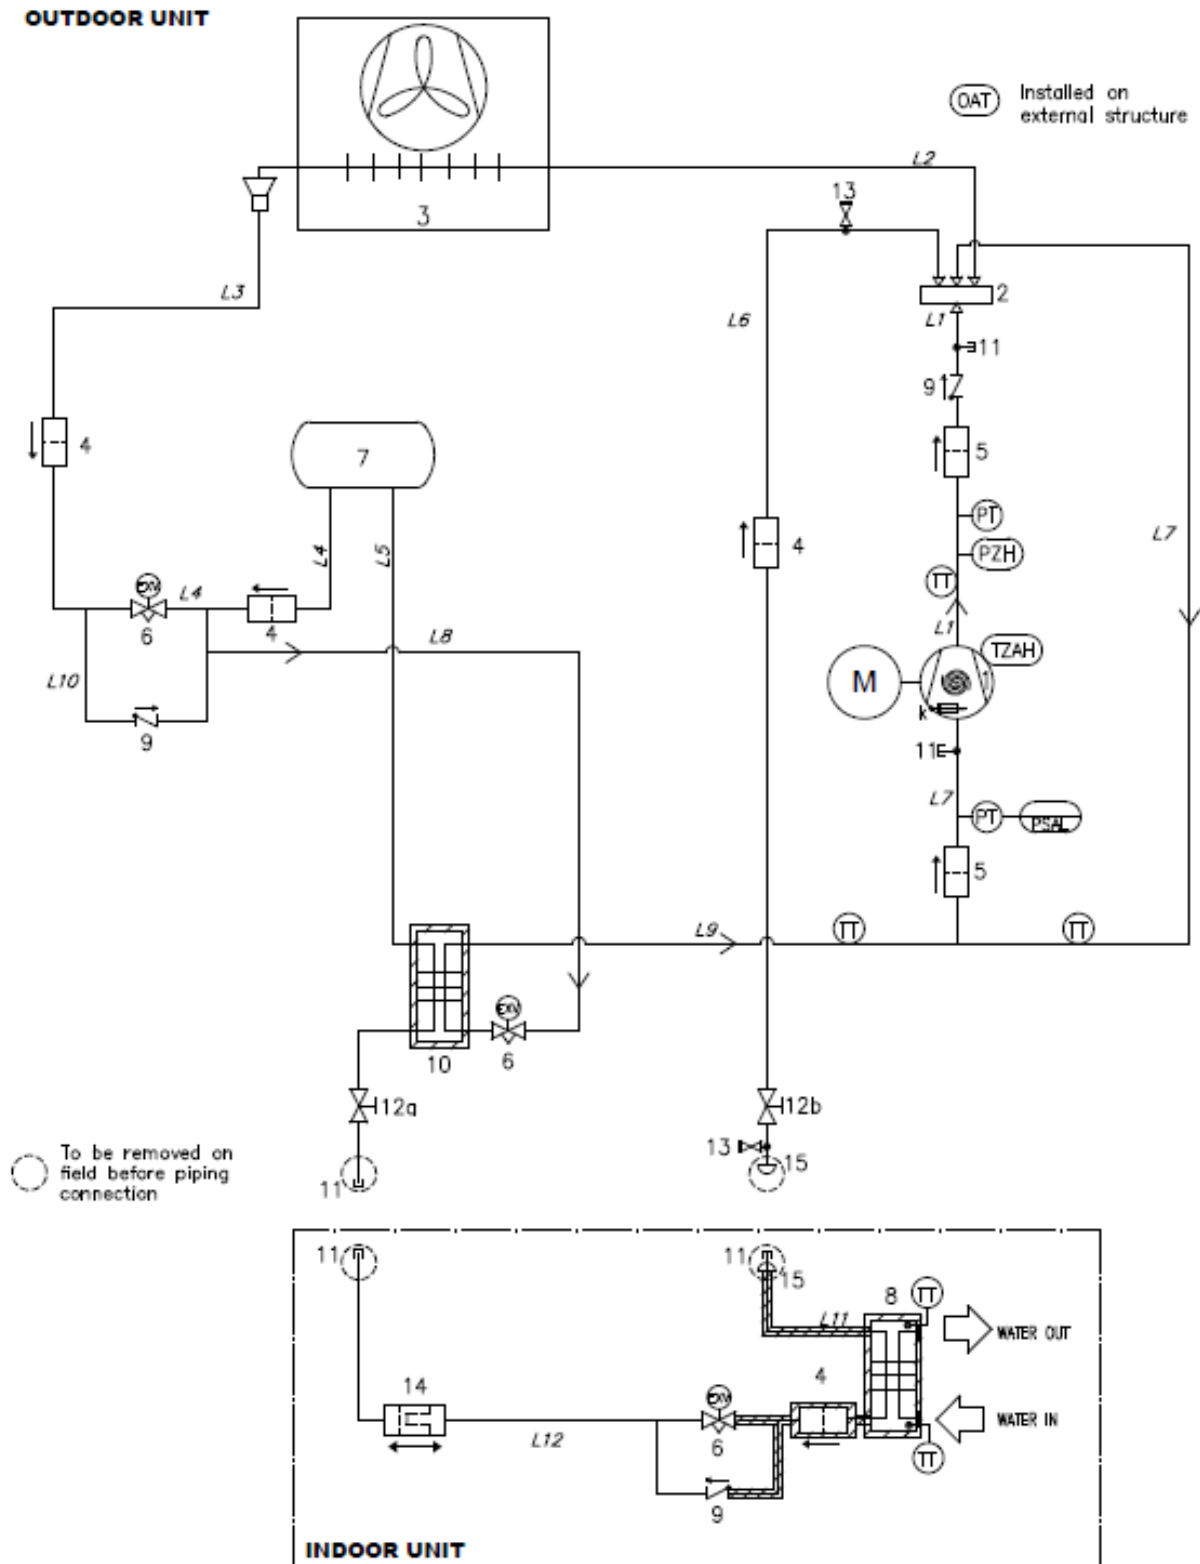 OUTDOOR UNIT
OAT
Installed on
external structure
L2
13
3
L3
2
L6
L1
11
9
4
7
5
PT
L7
L4
L5
4
PZH
TT
EXV
L4
6
4
L8
L1
TZAH
M
1
L10
k
9
11
L7
PT
PSAL
5
L9
TT
TT
EXV
10
6
12a
12b
To be removed on
field before piping
connection
13
15
11
11
11
15
8
TT
L11
WATER OUT
14
4
EXV
WATER IN
L12
6
TT
9
INDOOR UNIT